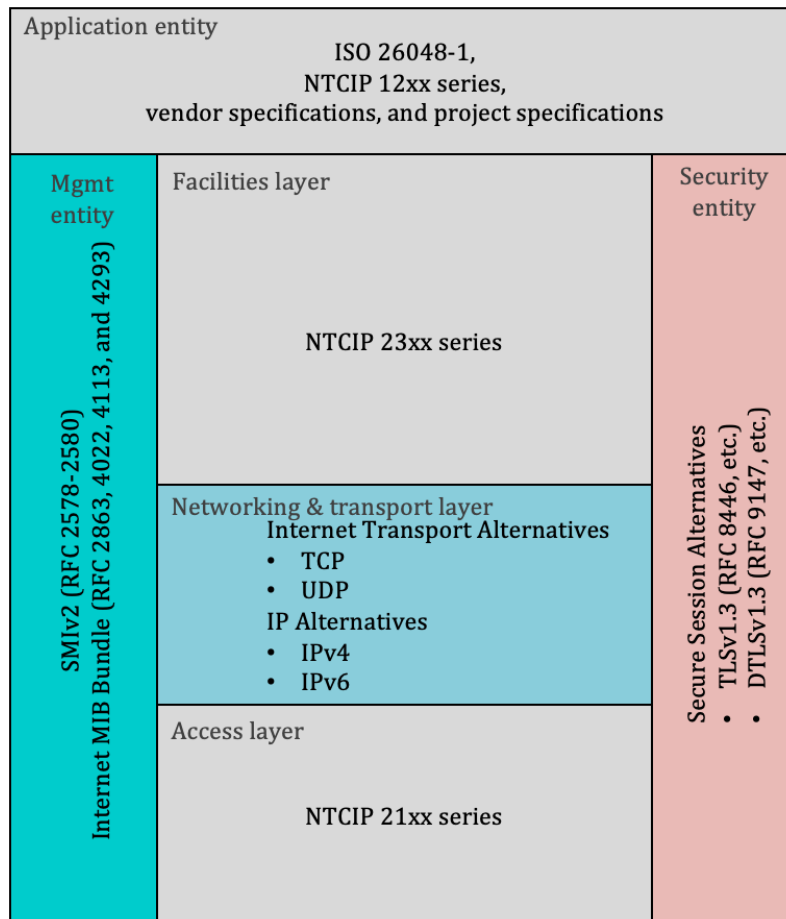 Application entity
ISO 26048-1,
NTCIP 12xx series,
vendor specifications, and project specifications
Mgmt
entity
SMIv2 (RFC 2578-2580)
Internet MIB Bundle (RFC 2863, 4022, 4113, and 4293)
Facilities layer
NTCIP 23xx series
Networking & transport layer
Internet Transport Alternatives
• TCP
• UDP
IP Alternatives
• IPv4
• IPv6
Access layer
NTCIP 21xx series
Security
entity
Secure Session Alternatives
• TLSv1.3 (RFC 8446, etc.)
• DTLSv1.3 (RFC 9147, etc.)